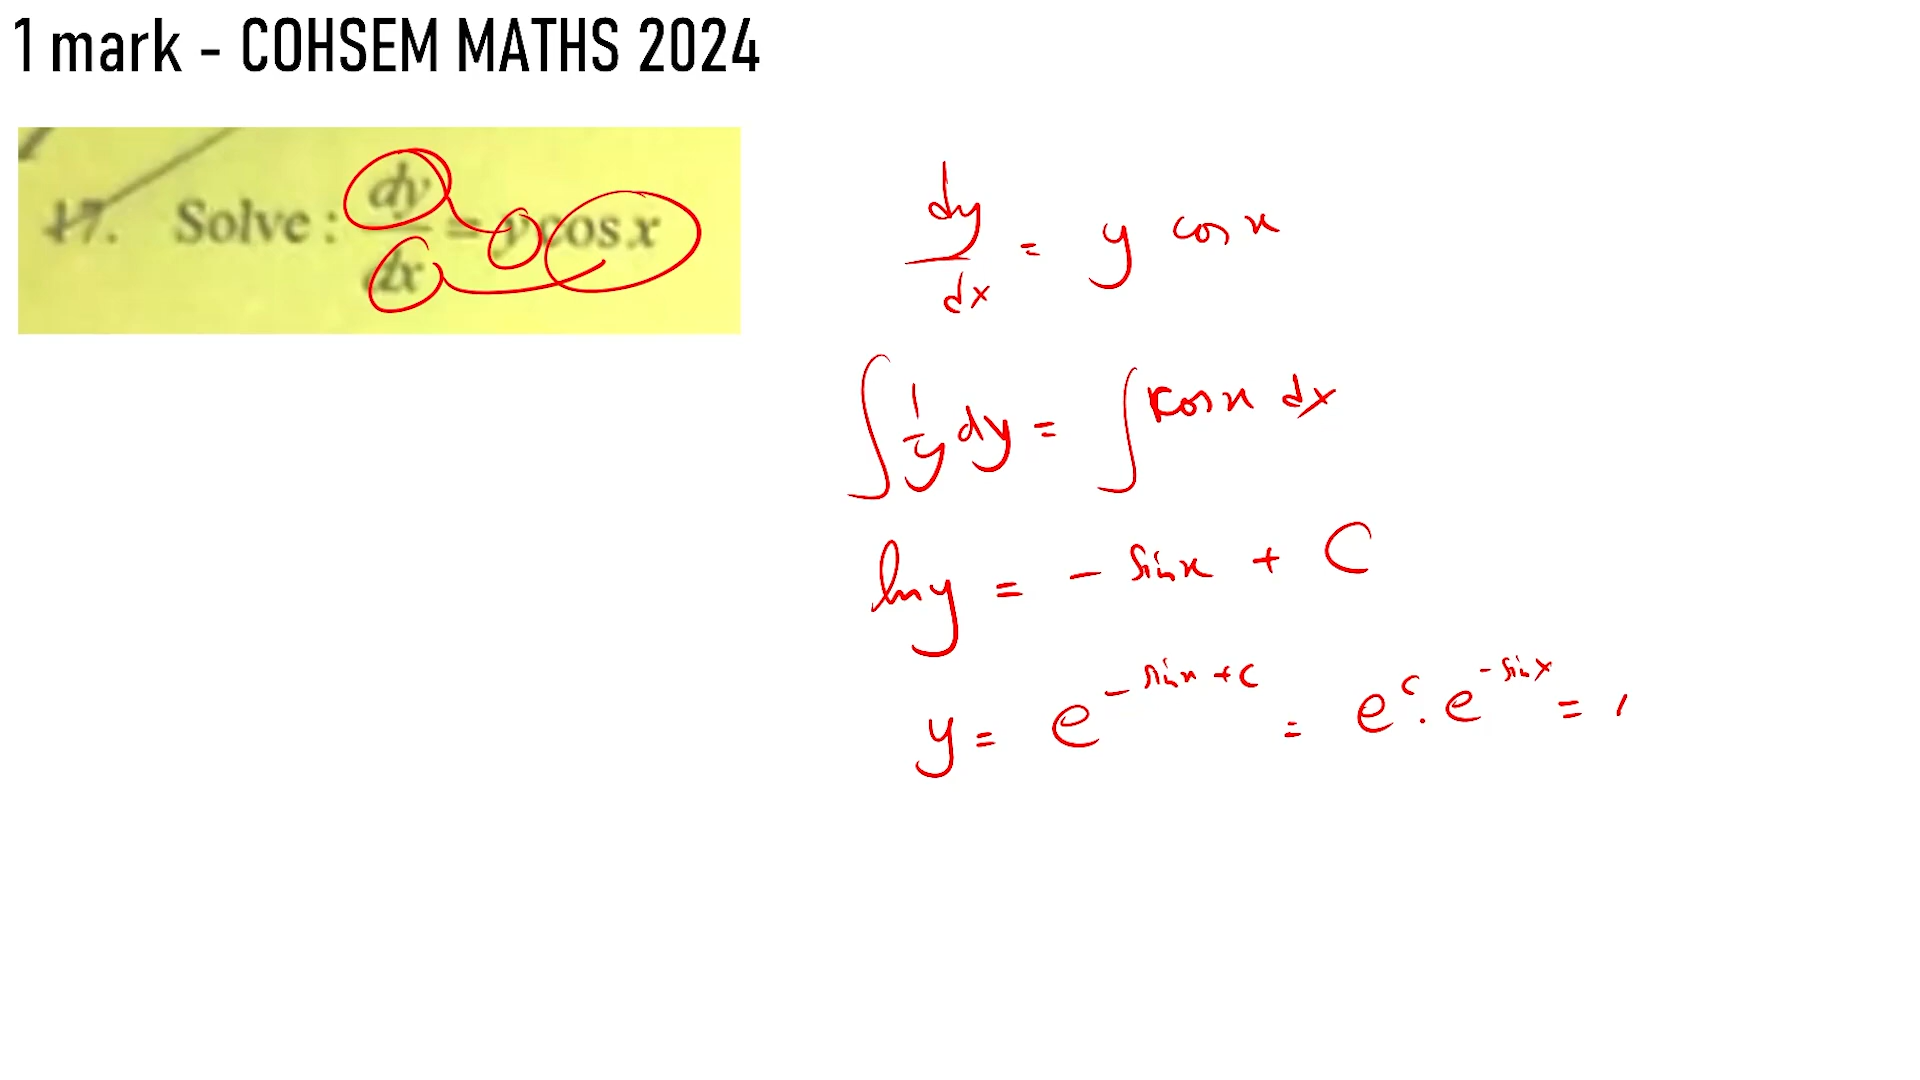 1 mark - COHSEM MATHS 2024
17. Solve : dy/dx = y cos x
dy/dx = y cos x
∫ 1/y dy = ∫ cos x dx
ln y = - sin x + C
y = e^(- sin x + c) = e^c . e^(- sin x) =